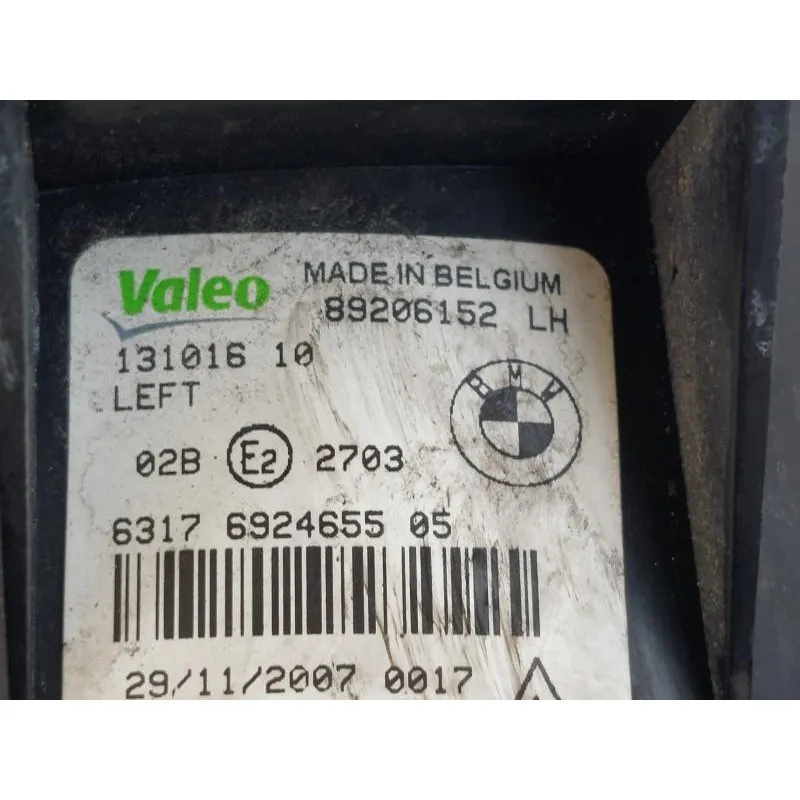 Valeo MADE IN BELGIUM
89206152 LH
131016 10
LEFT
BMW
02B E2 2703
6317 6924655 05
29/11/2007 0017